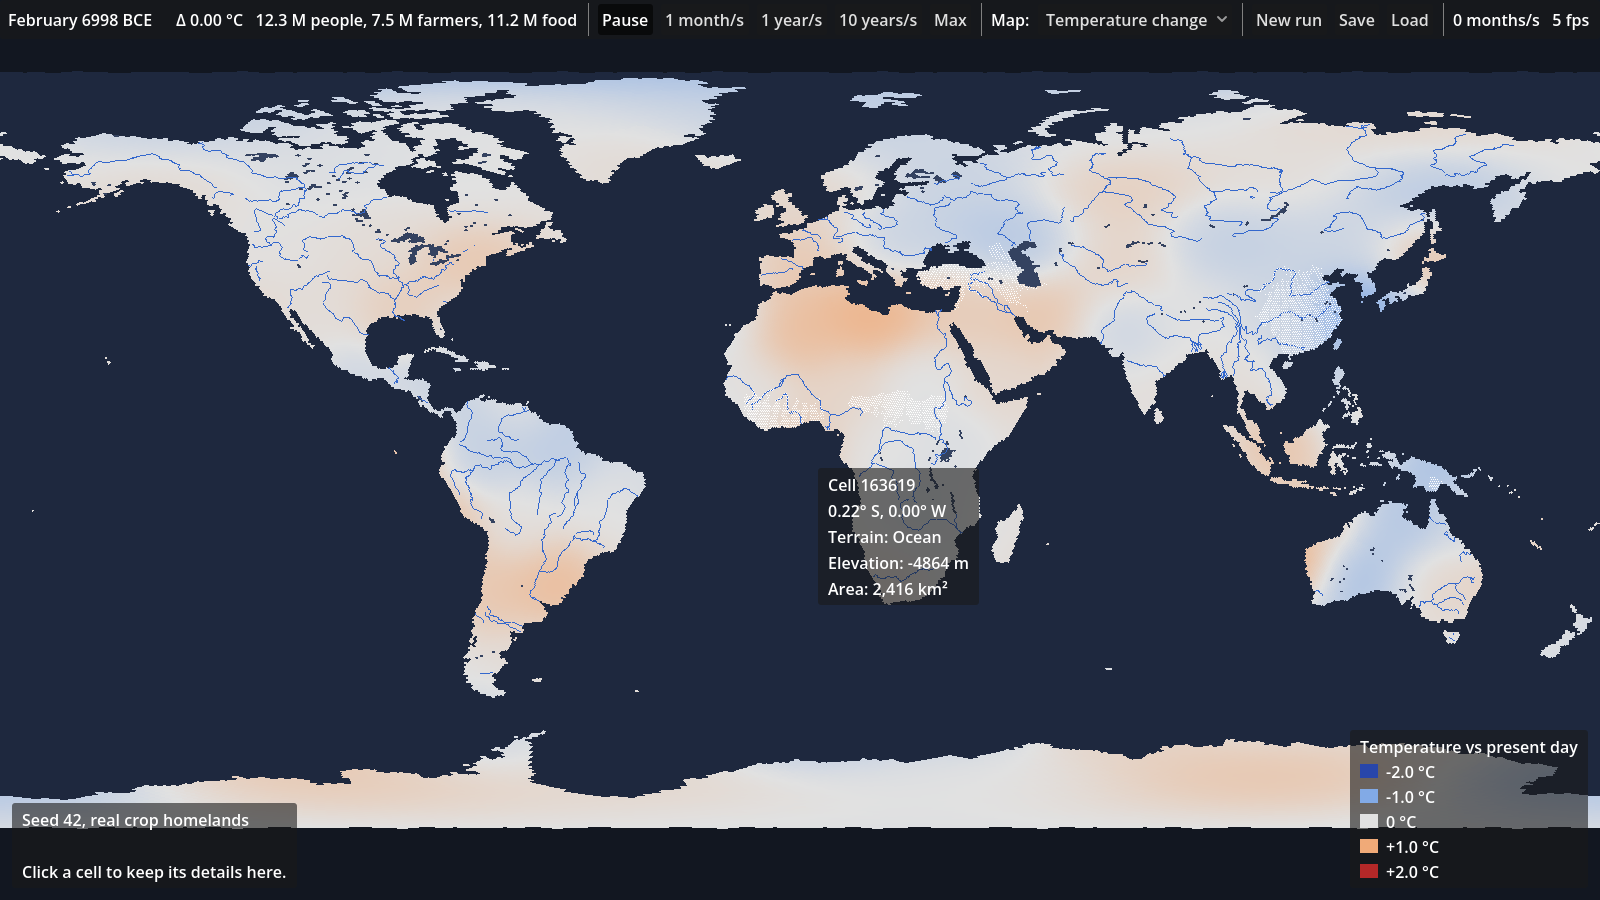 February 6998 BCE Δ 0.00 °C 12.3 M people, 7.5 M farmers, 11.2 M food Pause 1 month/s 1 year/s 10 years/s Max Map: Temperature change New run Save Load 0 months/s 5 fps
Cell 163619
0.22° S, 0.00° W
Terrain: Ocean
Elevation: -4864 m
Area: 2,416 km²
Temperature vs present day
-2.0 °C
-1.0 °C
0 °C
+1.0 °C
+2.0 °C
Seed 42, real crop homelands
Click a cell to keep its details here.